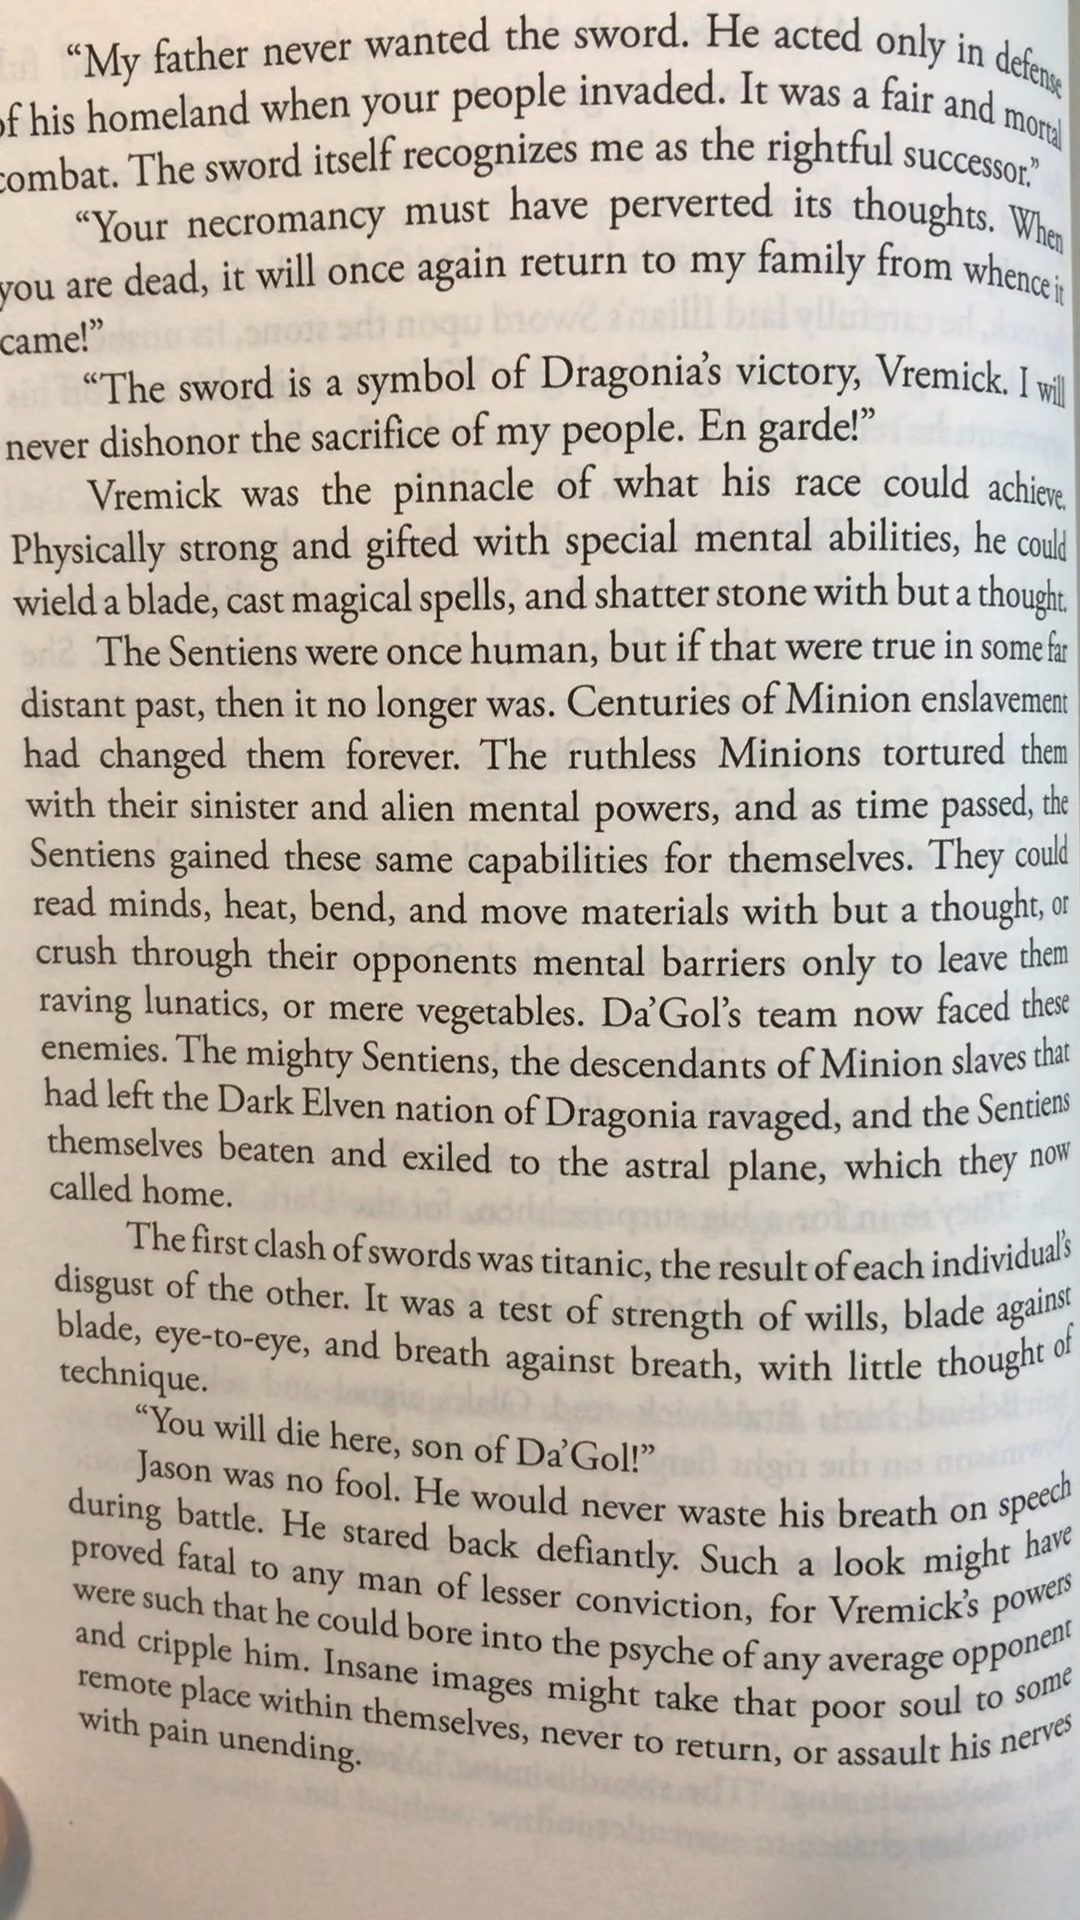 “My father never wanted the sword. He acted only in defense
of his homeland when your people invaded. It was a fair and mortal
combat. The sword itself recognizes me as the rightful successor.”
“Your necromancy must have perverted its thoughts. When
you are dead, it will once again return to my family from whence it
came!”
“The sword is a symbol of Dragonia’s victory, Vremick. I will
never dishonor the sacrifice of my people. En garde!”
Vremick was the pinnacle of what his race could achieve.
Physically strong and gifted with special mental abilities, he could
wield a blade, cast magical spells, and shatter stone with but a thought.
The Sentiens were once human, but if that were true in some far
distant past, then it no longer was. Centuries of Minion enslavement
had changed them forever. The ruthless Minions tortured them
with their sinister and alien mental powers, and as time passed, the
Sentiens gained these same capabilities for themselves. They could
read minds, heat, bend, and move materials with but a thought, or
crush through their opponents mental barriers only to leave them
raving lunatics, or mere vegetables. Da’Gol’s team now faced these
enemies. The mighty Sentiens, the descendants of Minion slaves that
had left the Dark Elven nation of Dragonia ravaged, and the Sentiens
themselves beaten and exiled to the astral plane, which they now
called home.
The first clash of swords was titanic, the result of each individual’s
disgust of the other. It was a test of strength of wills, blade against
blade, eye-to-eye, and breath against breath, with little thought of
technique.
“You will die here, son of Da’Gol!”
Jason was no fool. He would never waste his breath on speech
during battle. He stared back defiantly. Such a look might have
proved fatal to any man of lesser conviction, for Vremick’s powers
were such that he could bore into the psyche of any average opponent
and cripple him. Insane images might take that poor soul to some
remote place within themselves, never to return, or assault his nerves
with pain unending.